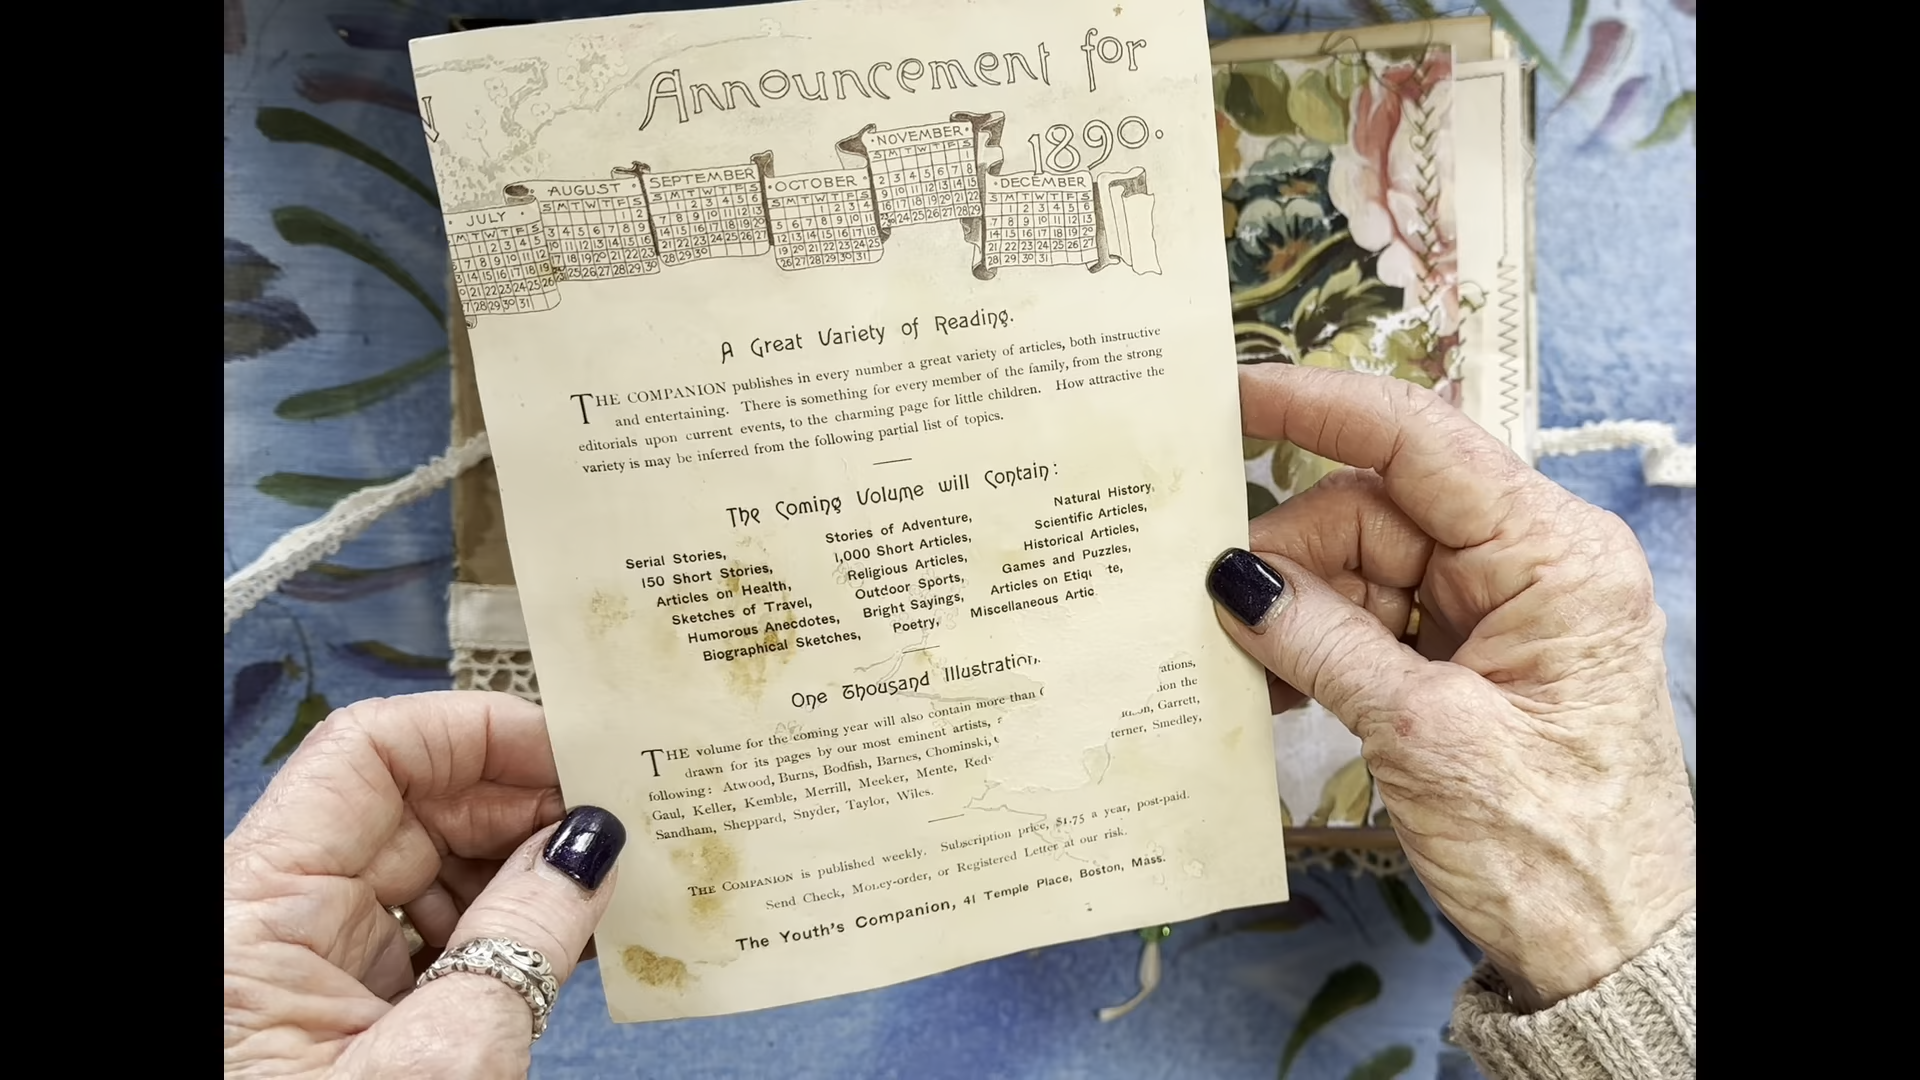 Announcement for
1890.
JULY
AUGUST
SEPTEMBER
OCTOBER
NOVEMBER
DECEMBER
A Great Variety of Reading.
THE COMPANION publishes in every number a great variety of articles, both instructive
and entertaining. There is something for every member of the family, from the strong
editorials upon current events, to the charming page for little children. How attractive the
variety is may be inferred from the following partial list of topics.
The Coming Volume will Contain:
Serial Stories, Stories of Adventure, Natural History,
150 Short Stories, 1,000 Short Articles, Scientific Articles,
Articles on Health, Religious Articles, Historical Articles,
Sketches of Travel, Outdoor Sports, Games and Puzzles,
Humorous Anecdotes, Bright Sayings, Articles on
Biographical Sketches, Poetry, Miscellaneous
One Thousand
THE volume for the coming year will also contain more than
drawn for its pages by our most eminent artists, ion the
following: Atwood, Burns, Bodfish, Barnes, Chominski, Garrett,
Gaul, Keller, Kemble, Merrill, Meeker, Mente, Smedley,
Sandham, Sheppard, Snyder, Taylor, Wiles.
THE COMPANION is published weekly. Subscription price, $1.75 a year, post-paid.
Send Check, Money-order, or Registered Letter at our risk.
The Youth's Companion, 41 Temple Place, Boston, Mass.